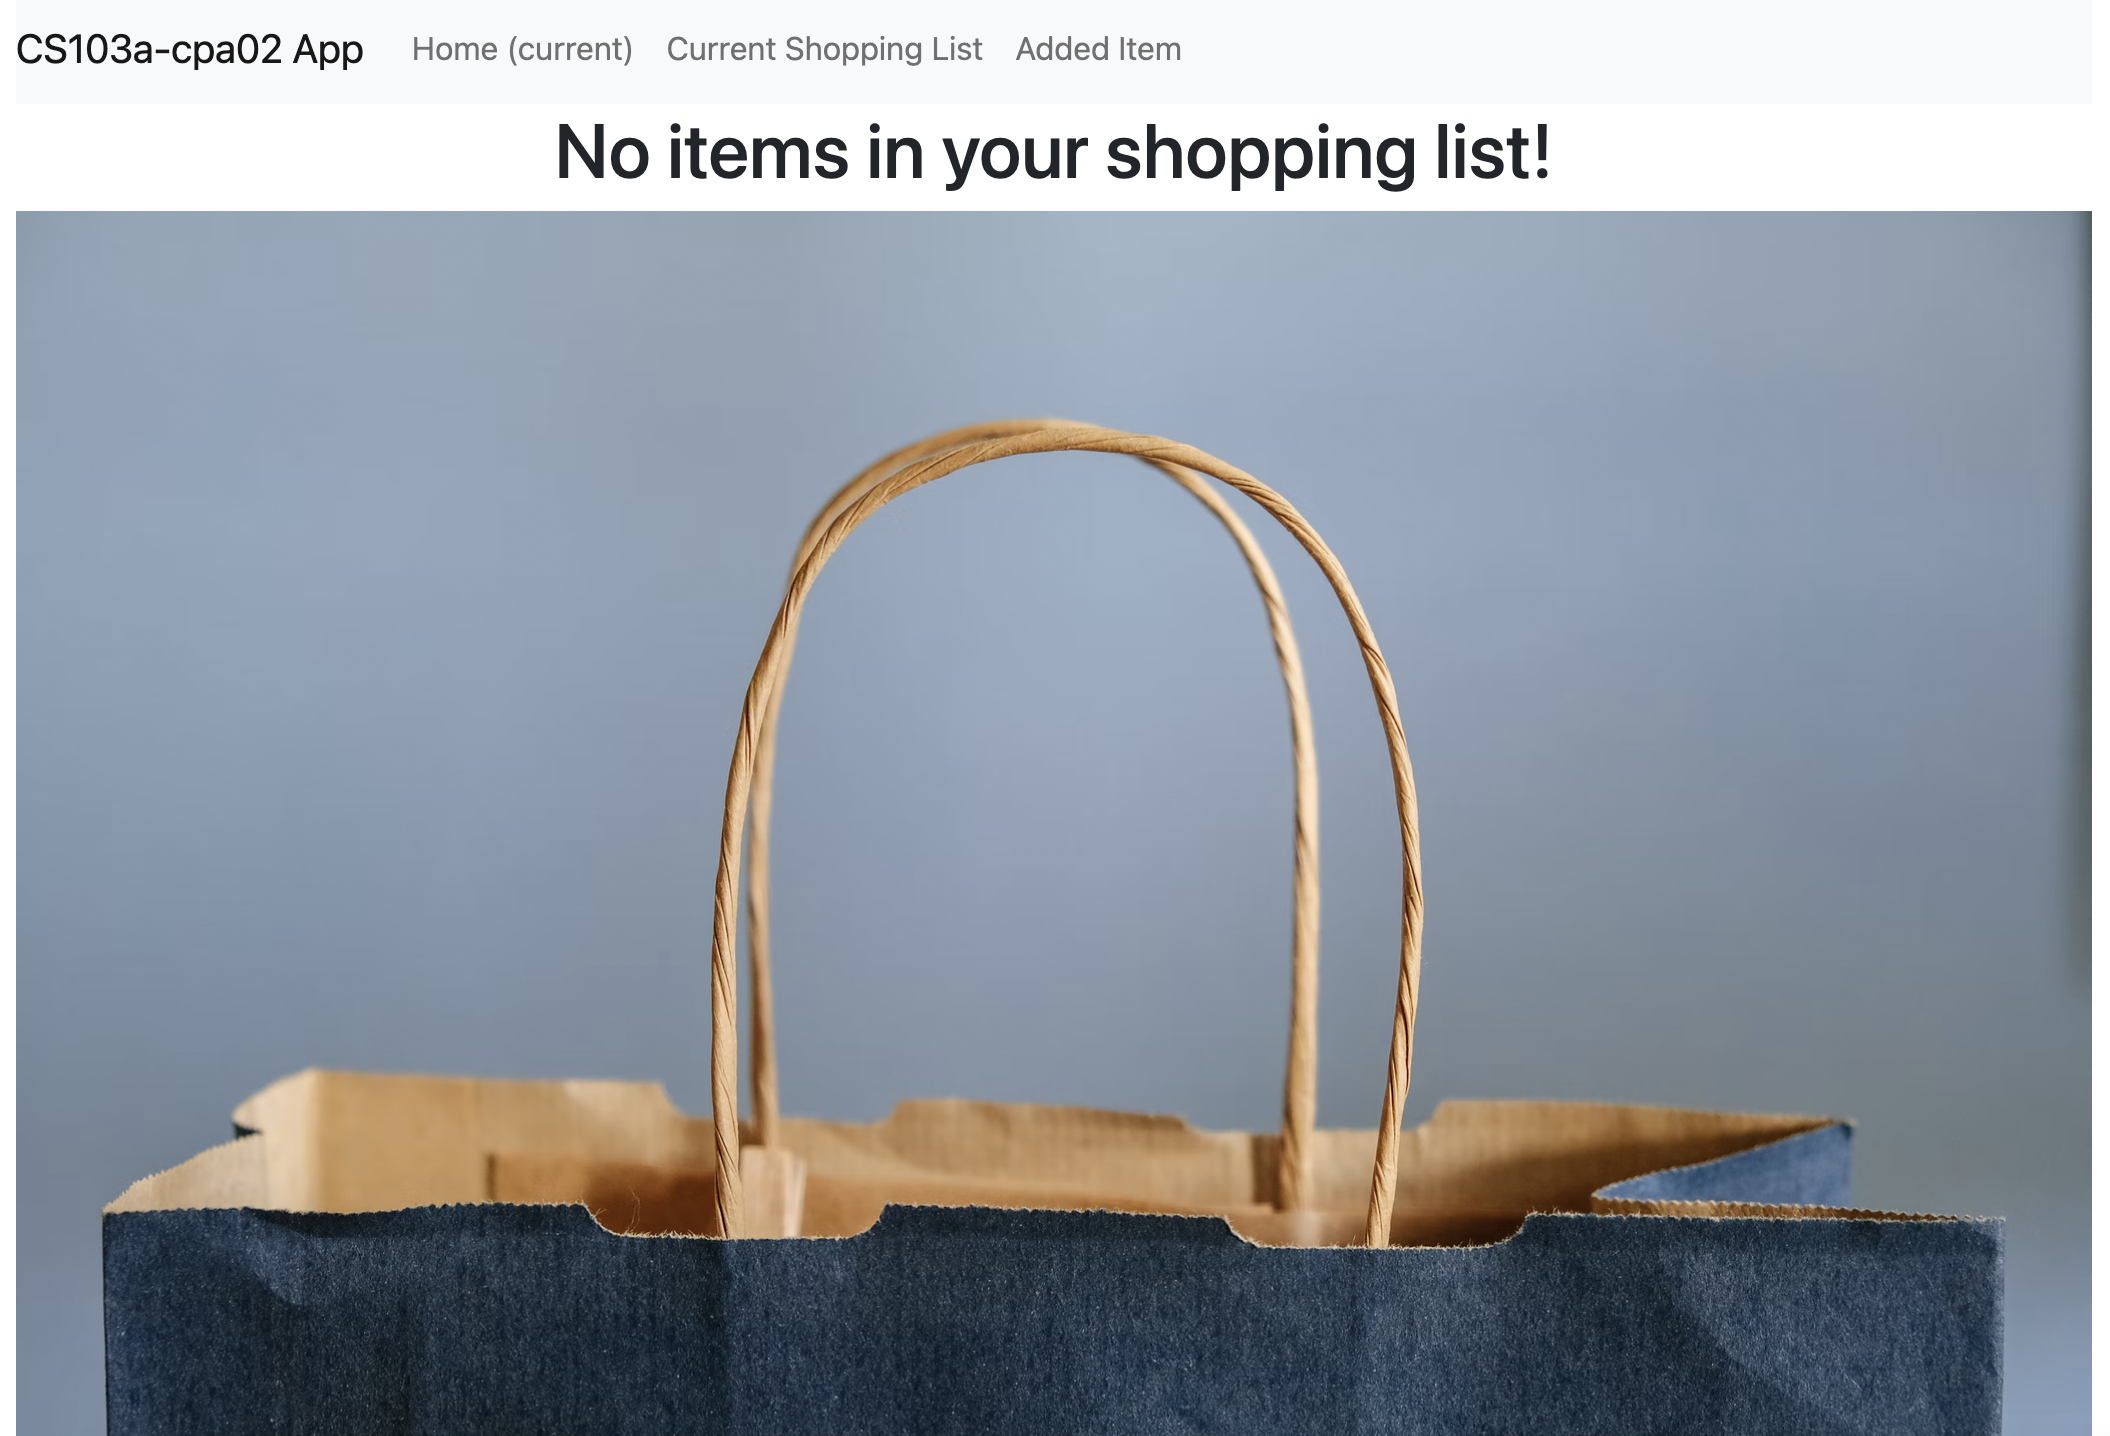 CS103a-cpa02 App Home (current) Current Shopping List Added Item
No items in your shopping list!